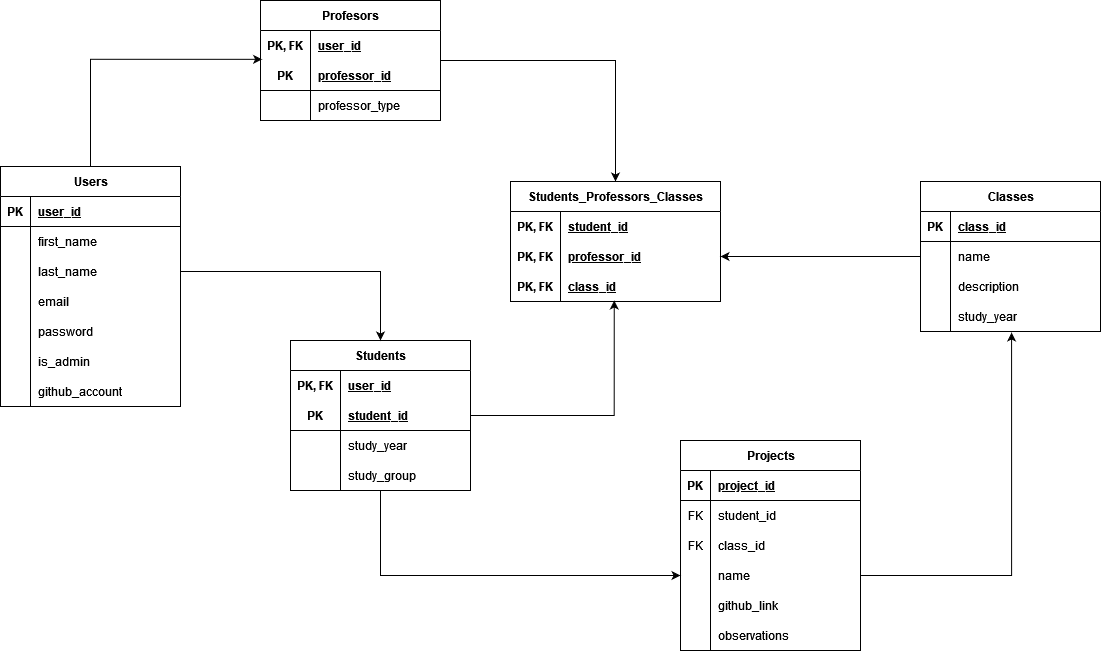 Profesors
PK, FK user_id
PK professor_id
professor_type
Users
PK user_id
first_name
last_name
email
password
is_admin
github_account
Students_Professors_Classes
PK, FK student_id
PK, FK professor_id
PK, FK class_id
Classes
PK class_id
name
description
study_year
Students
PK, FK user_id
PK student_id
study_year
study_group
Projects
PK project_id
FK student_id
FK class_id
name
github_link
observations